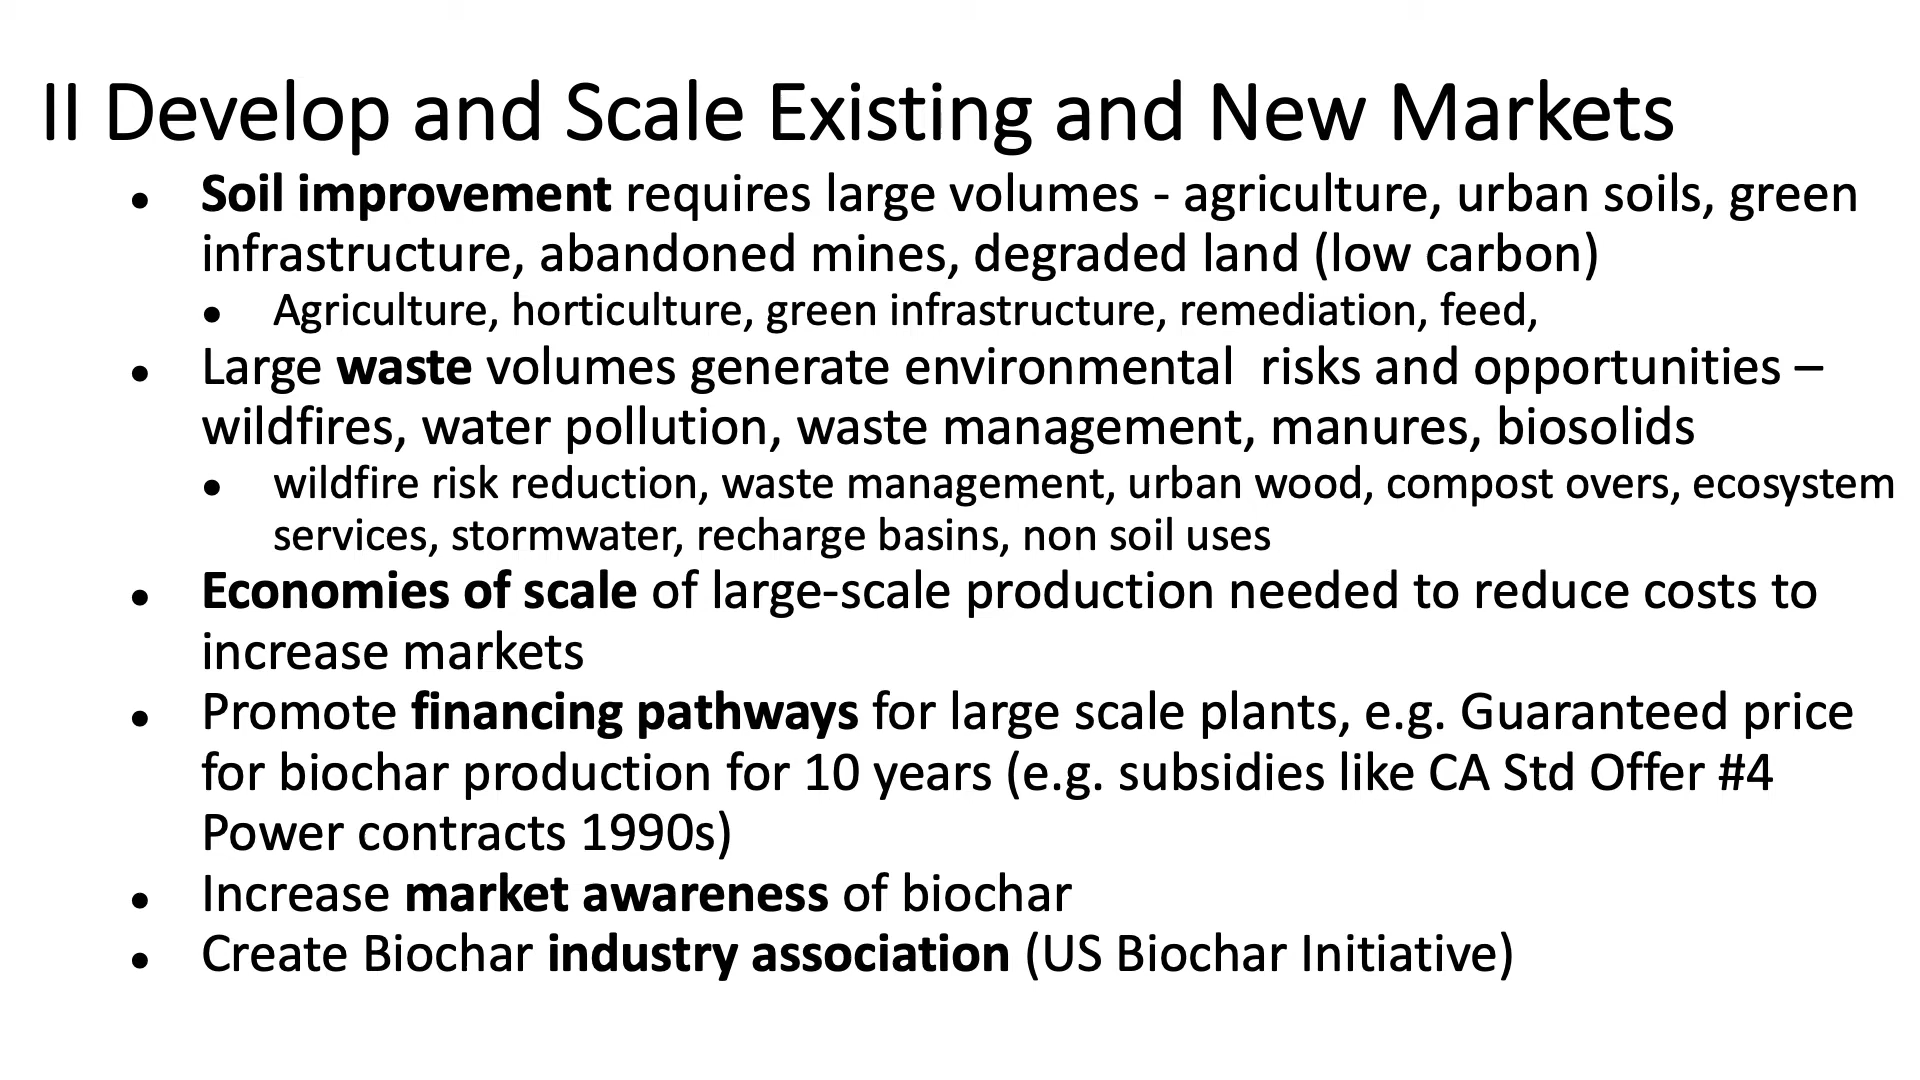 II Develop and Scale Existing and New Markets
• Soil improvement requires large volumes - agriculture, urban soils, green
infrastructure, abandoned mines, degraded land (low carbon)
• Agriculture, horticulture, green infrastructure, remediation, feed,
• Large waste volumes generate environmental  risks and opportunities –
wildfires, water pollution, waste management, manures, biosolids
• wildfire risk reduction, waste management, urban wood, compost overs, ecosystem
services, stormwater, recharge basins, non soil uses
• Economies of scale of large-scale production needed to reduce costs to
increase markets
• Promote financing pathways for large scale plants, e.g. Guaranteed price
for biochar production for 10 years (e.g. subsidies like CA Std Offer #4
Power contracts 1990s)
• Increase market awareness of biochar
• Create Biochar industry association (US Biochar Initiative)